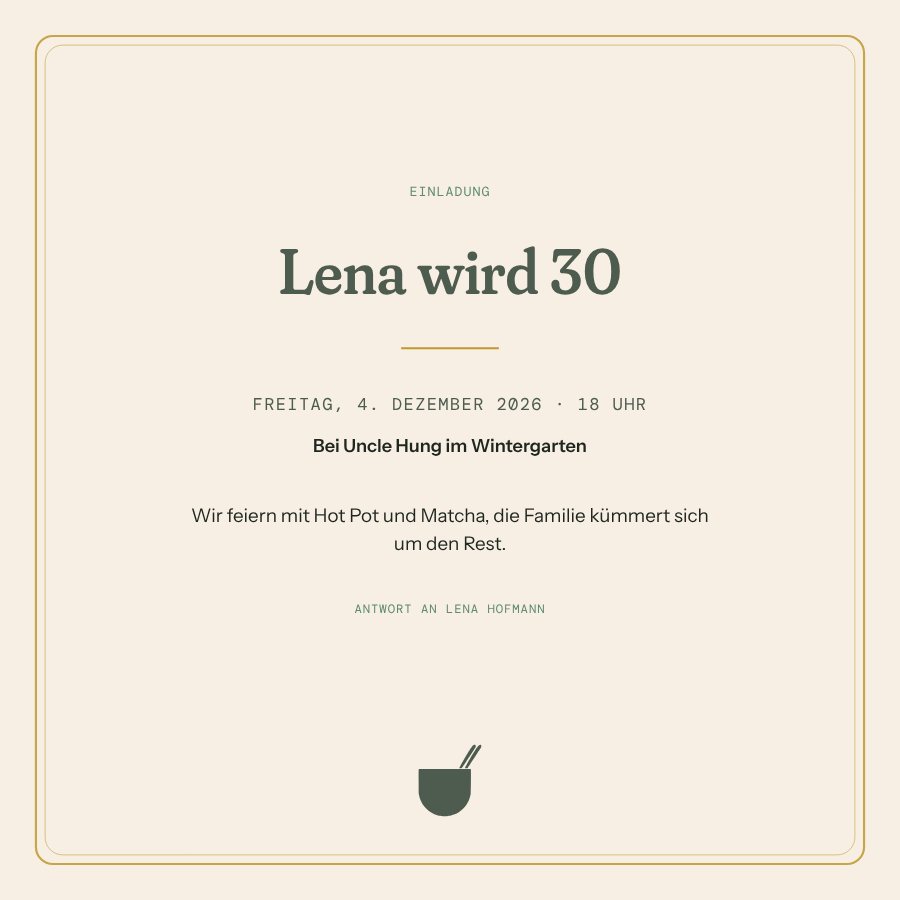 EINLADUNG
Lena wird 30
FREITAG, 4. DEZEMBER 2026 · 18 UHR
Bei Uncle Hung im Wintergarten
Wir feiern mit Hot Pot und Matcha, die Familie kümmert sich
um den Rest.
ANTWORT AN LENA HOFMANN